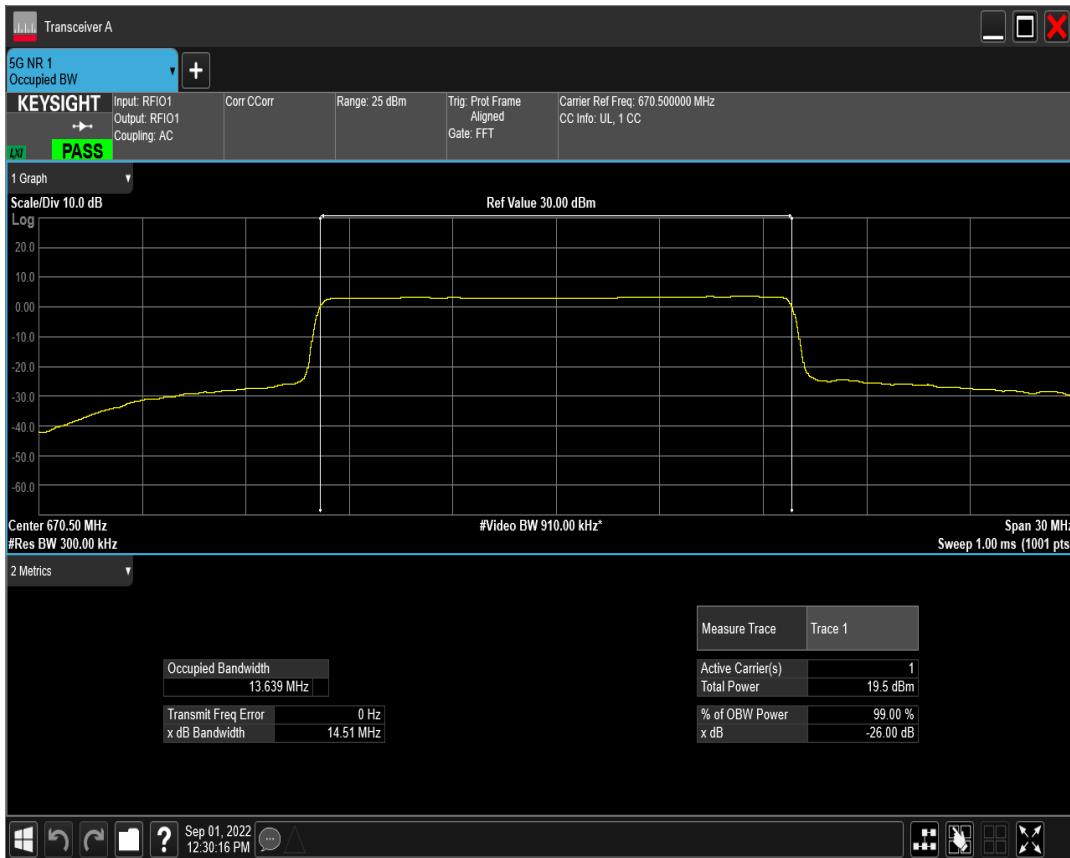 Transceiver A
5G NR 1
Occupied BW
KEYSIGHT
LXI
PASS
Input: RFIO1
Output: RFIO1
Coupling: AC
Corr CCorr
Range: 25 dBm
Trig: Prot Frame
Aligned
Gate: FFT
Carrier Ref Freq: 670.500000 MHz
CC Info: UL, 1 CC
1 Graph
Scale/Div 10.0 dB
Ref Value 30.00 dBm
Log
20.0
10.0
0.00
-10.0
-20.0
-30.0
-40.0
-50.0
-60.0
Center 670.50 MHz
#Video BW 910.00 kHz*
Span 30 MHz
#Res BW 300.00 kHz
Sweep 1.00 ms (1001 pts
2 Metrics
Measure Trace Trace 1
Occupied Bandwidth
13.639 MHz
Active Carrier(s) 1
Total Power 19.5 dBm
Transmit Freq Error 0 Hz
x dB Bandwidth 14.51 MHz
% of OBW Power 99.00 %
x dB -26.00 dB
?
Sep 01, 2022
12:30:16 PM